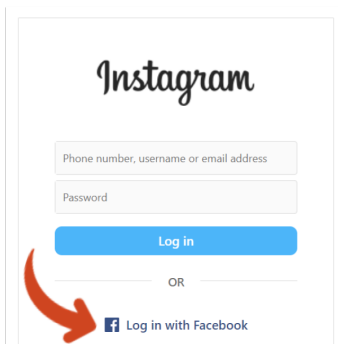 Instagram
Phone number, username or email address
Password
Log in
OR
Log in with Facebook